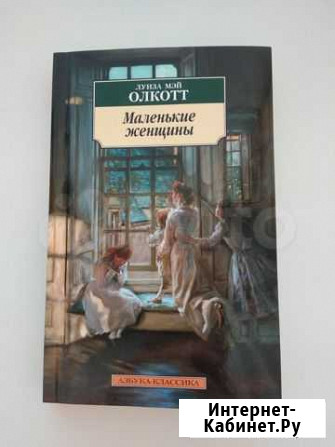 ЛУИЗА МЭЙ
ОЛКОТТ
Маленькие
женщины
АЗБУКА-КЛАССИКА
Интернет-
Кабинет.Ру